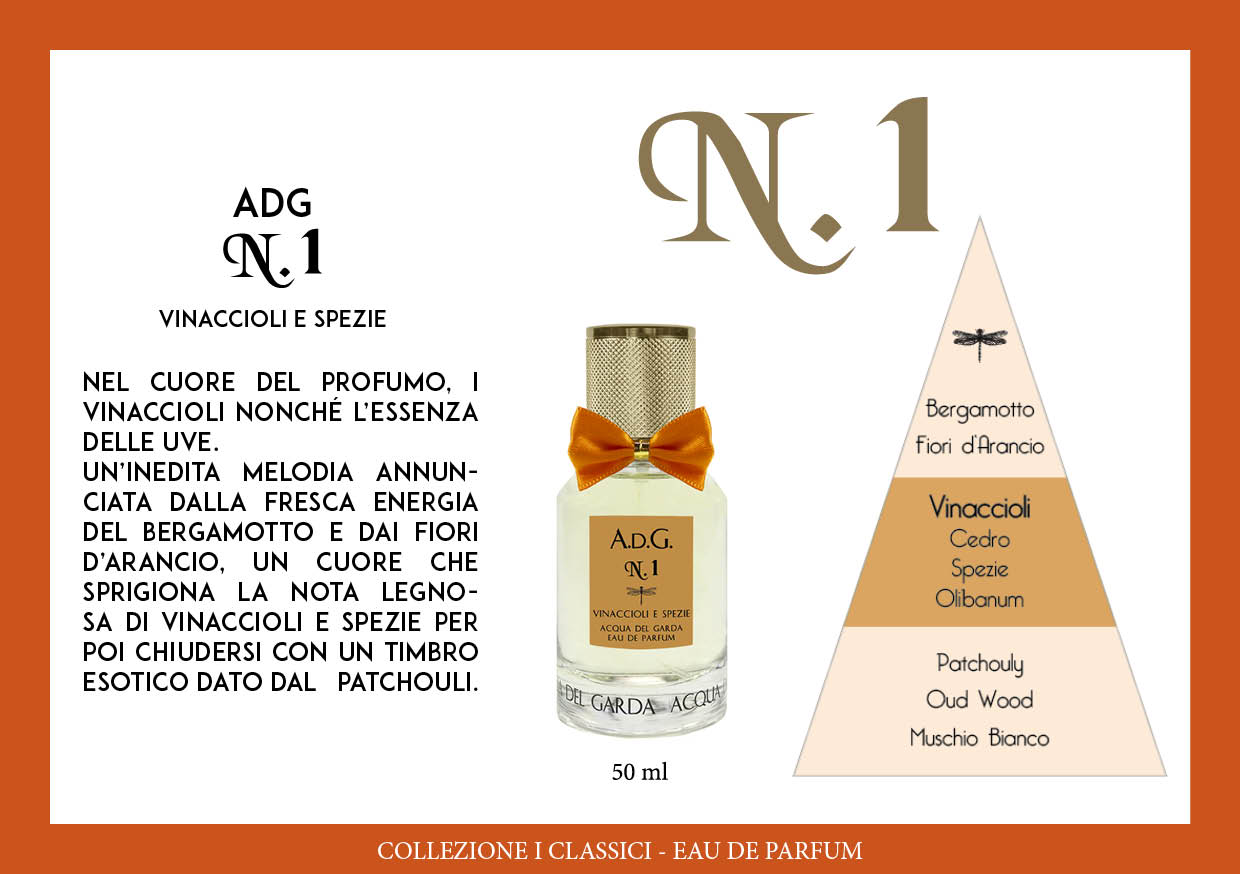 ADG
N.1
VINACCIOLI E SPEZIE
NEL CUORE DEL PROFUMO, I
VINACCIOLI NONCHÉ L'ESSENZA
DELLE UVE.
UN'INEDITA MELODIA ANNUN-
CIATA DALLA FRESCA ENERGIA
DEL BERGAMOTTO E DAI FIORI
D'ARANCIO, UN CUORE CHE
SPRIGIONA LA NOTA LEGNO-
SA DI VINACCIOLI E SPEZIE PER
POI CHIUDERSI CON UN TIMBRO
ESOTICO DATO DAL PATCHOULI.
N.1
A.D.G.
N.1
VINACCIOLI E SPEZIE
ACQUA DEL GARDA
EAU DE PARFUM
A DEL GARDA ACQUA
50 ml
Bergamotto
Fiori d'Arancio
Vinaccioli
Cedro
Spezie
Olibanum
Patchouly
Oud Wood
Muschio Bianco
COLLEZIONE I CLASSICI - EAU DE PARFUM